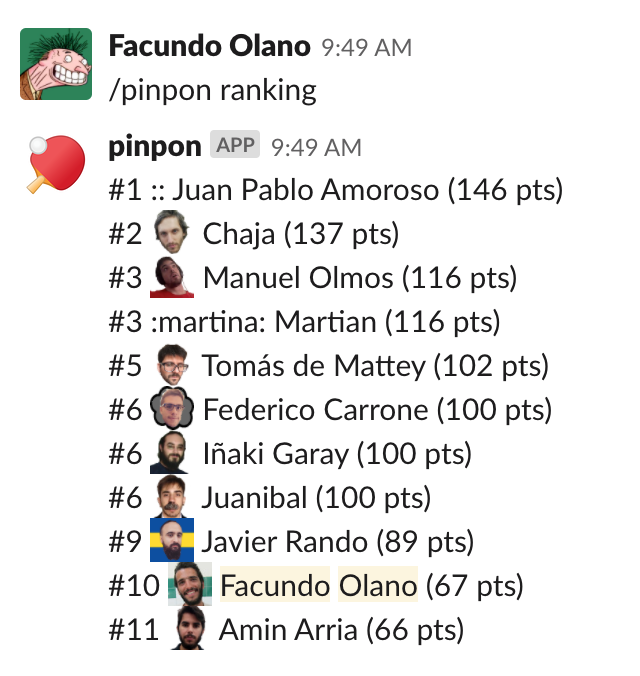 Facundo Olano 9:49 AM
/pinpon ranking
pinpon APP 9:49 AM
#1 :: Juan Pablo Amoroso (146 pts)
#2 Chaja (137 pts)
#3 Manuel Olmos (116 pts)
#3 :martina: Martian (116 pts)
#5 Tomás de Mattey (102 pts)
#6 Federico Carrone (100 pts)
#6 Iñaki Garay (100 pts)
#6 Juanibal (100 pts)
#9 Javier Rando (89 pts)
#10 Facundo Olano (67 pts)
#11 Amin Arria (66 pts)